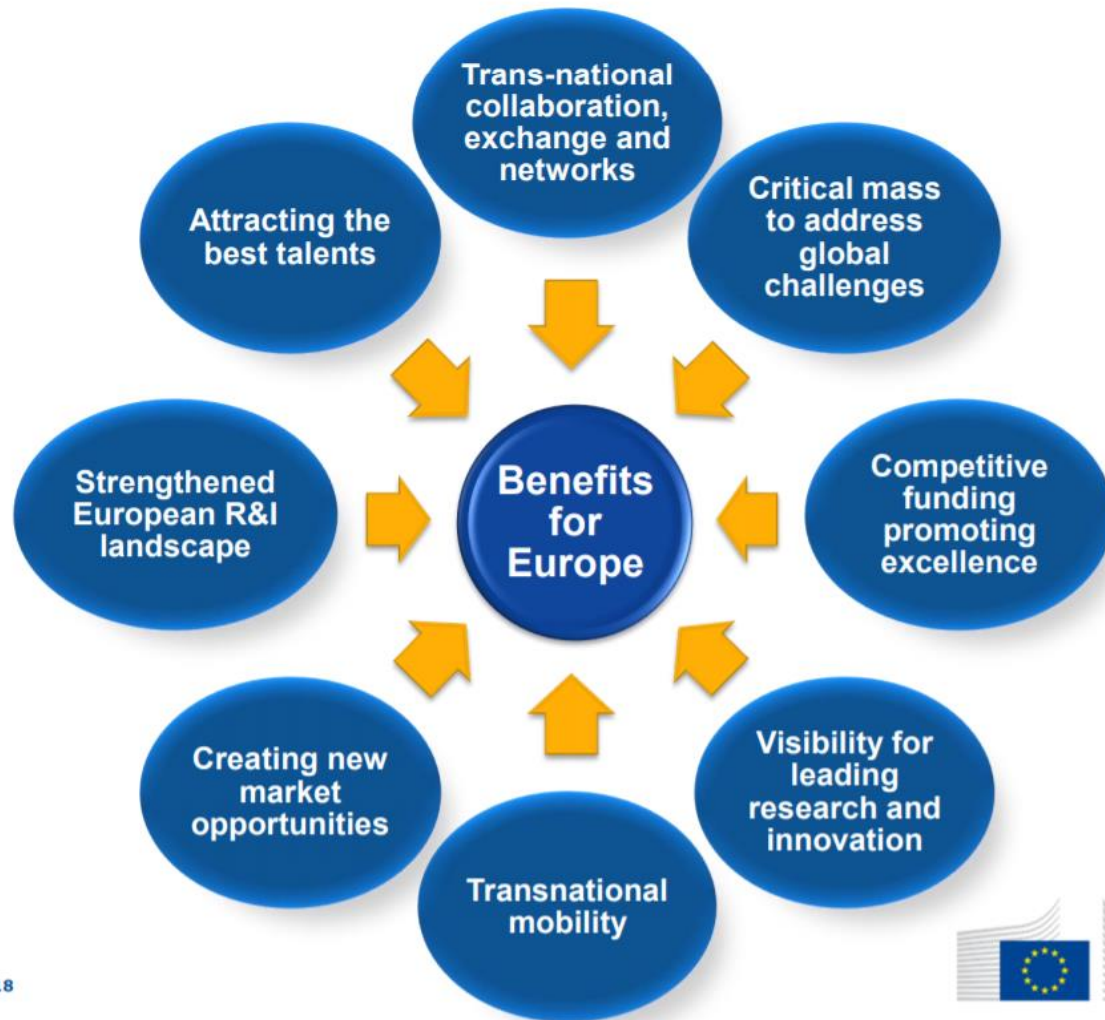 Trans-national
collaboration,
exchange and
networks
Attracting the
best talents
Critical mass
to address
global
challenges
Strengthened
European R&I
landscape
Benefits
for
Europe
Competitive
funding
promoting
excellence
Creating new
market
opportunities
Visibility for
leading
research and
innovation
Transnational
mobility
.8